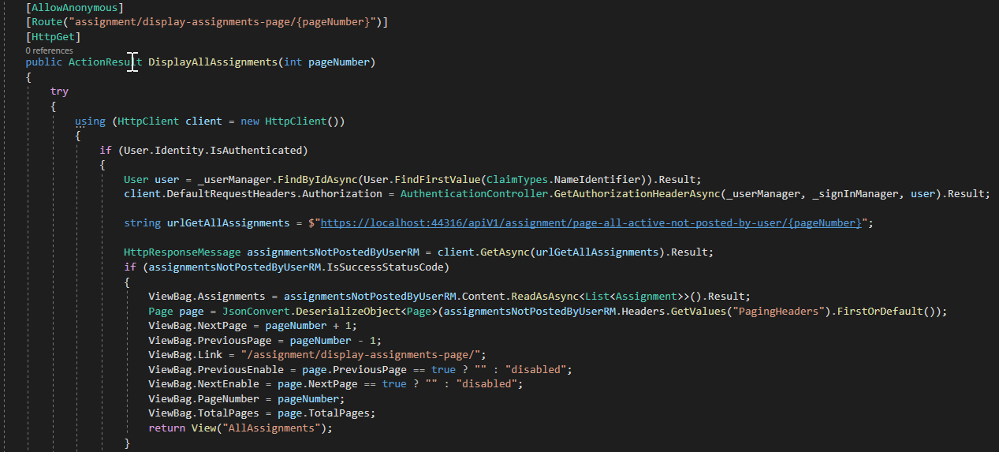 [AllowAnonymous]
[Route("assignment/display-assignments-page/{pageNumber}")]
[HttpGet]
0 references
public ActionResult DisplayAllAssignments(int pageNumber)
{
try
{
using (HttpClient client = new HttpClient())
{
if (User.Identity.IsAuthenticated)
{
User user = _userManager.FindByIdAsync(User.FindFirstValue(ClaimTypes.NameIdentifier)).Result;
client.DefaultRequestHeaders.Authorization = AuthenticationController.GetAuthorizationHeaderAsync(_userManager, _signInManager, user).Result;
string urlGetAllAssignments = $"https://localhost:44316/apiV1/assignment/page-all-active-not-posted-by-user/{pageNumber}";
HttpResponseMessage assignmentsNotPostedByUserRM = client.GetAsync(urlGetAllAssignments).Result;
if (assignmentsNotPostedByUserRM.IsSuccessStatusCode)
{
ViewBag.Assignments = assignmentsNotPostedByUserRM.Content.ReadAsAsync<List<Assignment>>().Result;
Page page = JsonConvert.DeserializeObject<Page>(assignmentsNotPostedByUserRM.Headers.GetValues("PagingHeaders").FirstOrDefault());
ViewBag.NextPage = pageNumber + 1;
ViewBag.PreviousPage = pageNumber - 1;
ViewBag.Link = "/assignment/display-assignments-page/";
ViewBag.PreviousEnable = page.PreviousPage == true ? "" : "disabled";
ViewBag.NextEnable = page.NextPage == true ? "" : "disabled";
ViewBag.PageNumber = pageNumber;
ViewBag.TotalPages = page.TotalPages;
return View("AllAssignments");
}